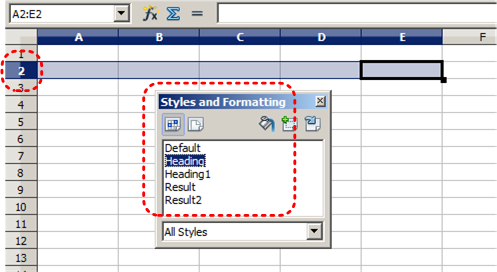 A2:E2
A B C D E F
1
2
3
4
Styles and Formatting
5
6
Default
7
Heading
8
Heading1
9
Result
10
Result2
11
All Styles
12
13